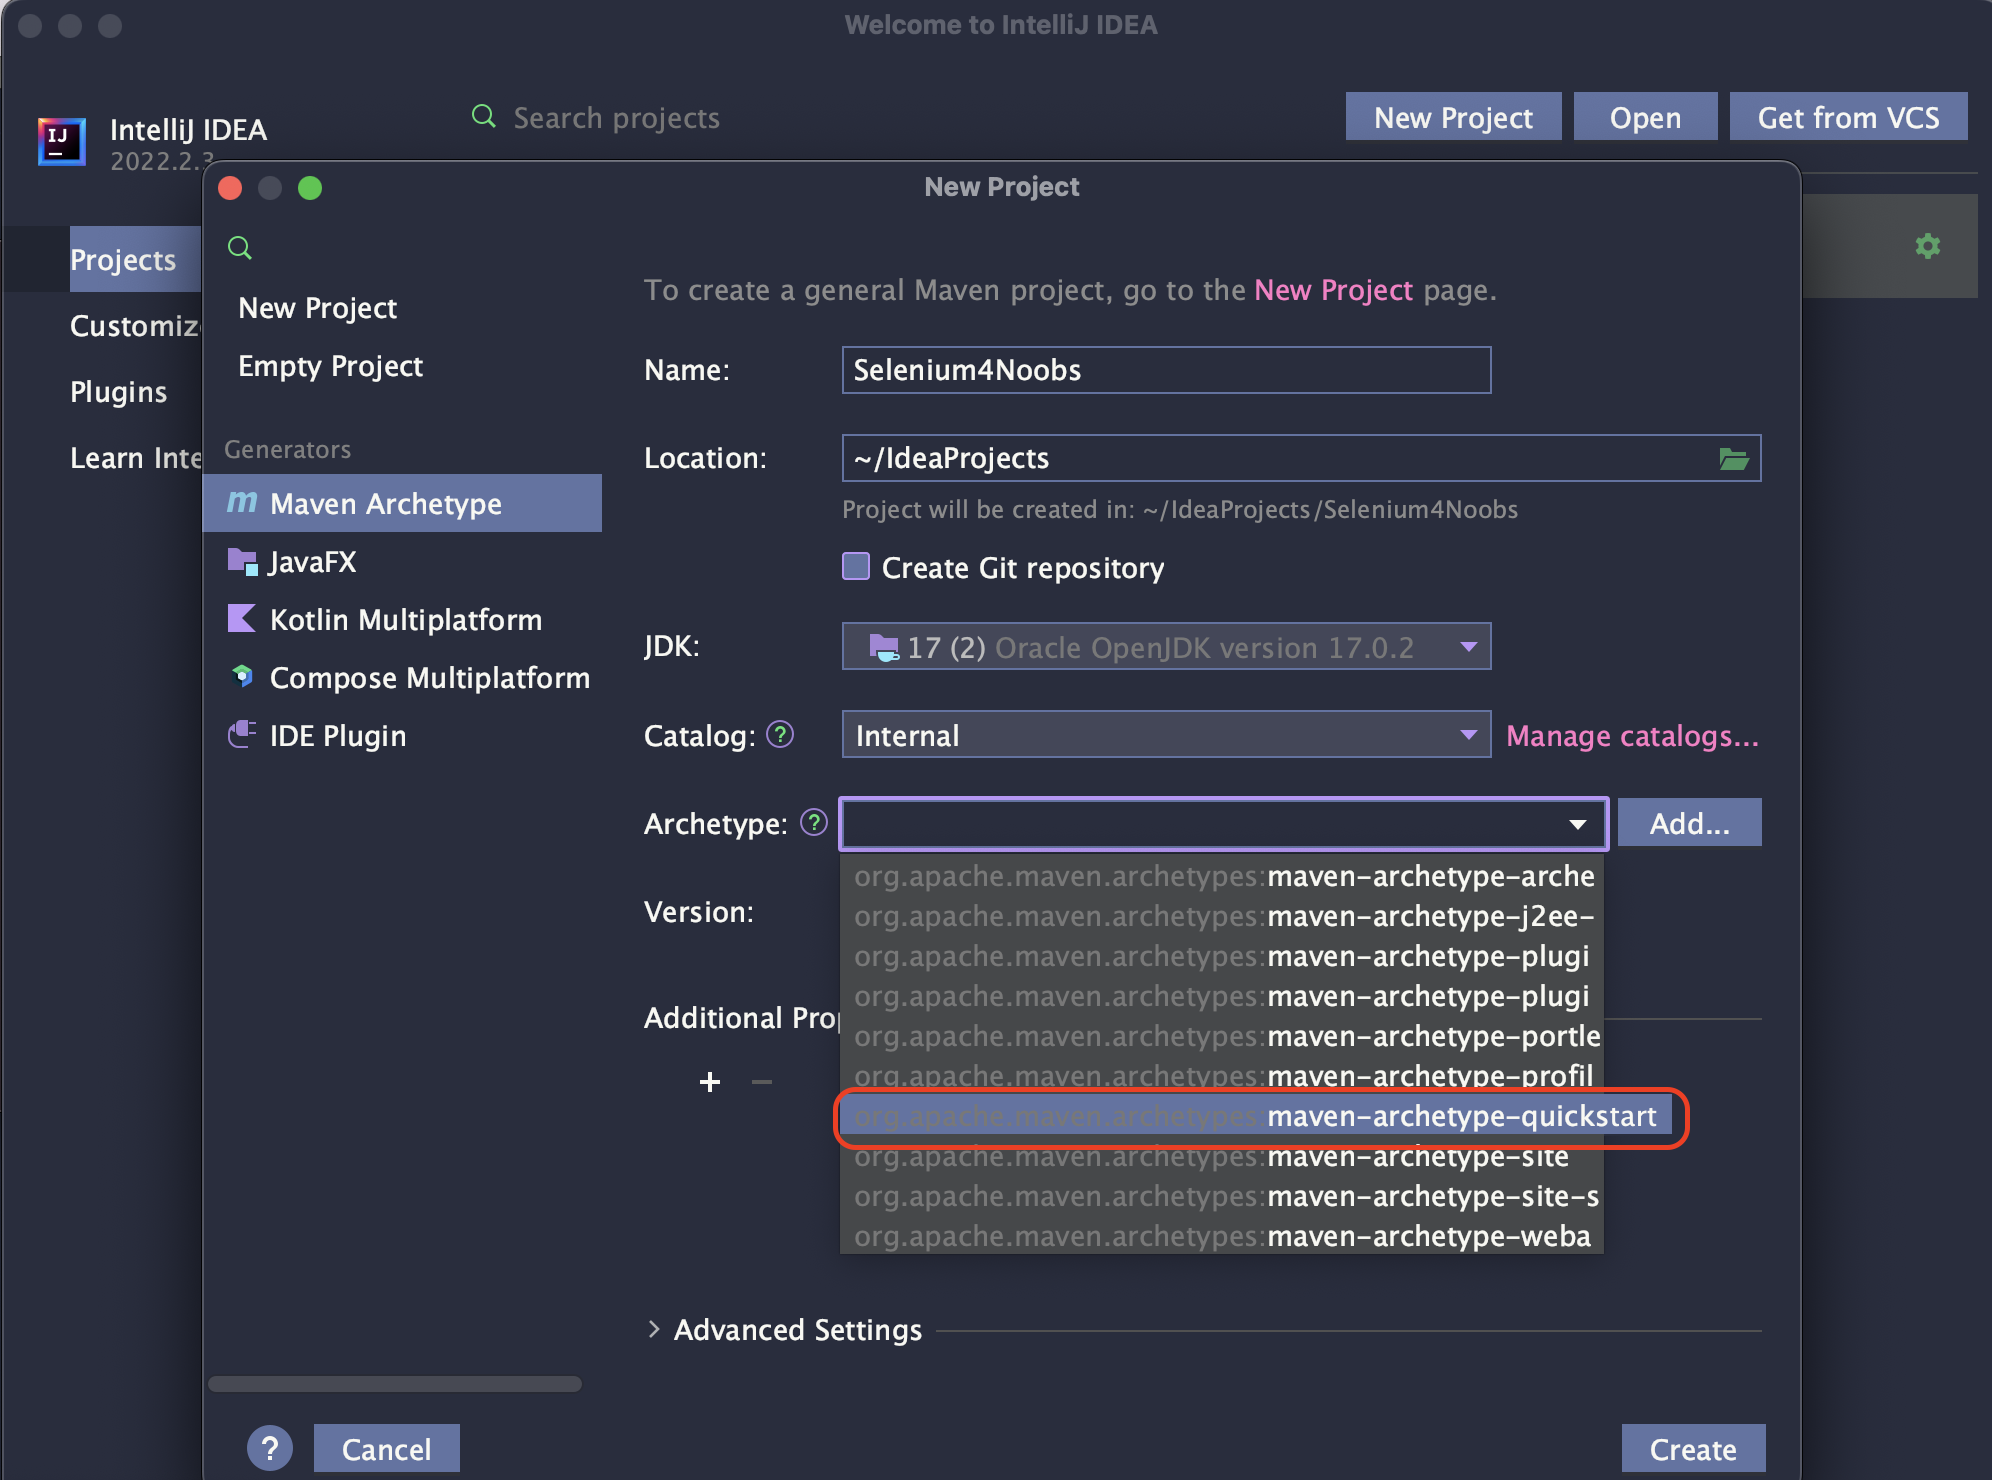 Welcome to IntelliJ IDEA
IJ
IntelliJ IDEA
2022.2.3
Search projects
New Project
Open
Get from VCS
Projects
Customize
Plugins
Learn Inte
New Project
New Project
Empty Project
Generators
m Maven Archetype
JavaFX
Kotlin Multiplatform
Compose Multiplatform
IDE Plugin
To create a general Maven project, go to the New Project page.
Name: Selenium4Noobs
Location: ~/IdeaProjects
Project will be created in: ~/IdeaProjects/Selenium4Noobs
Create Git repository
JDK: 17 (2) Oracle OpenJDK version 17.0.2
Catalog: ? Internal Manage catalogs...
Archetype: ? Add...
org.apache.maven.archetypes:maven-archetype-arche
Version:
org.apache.maven.archetypes:maven-archetype-j2ee-
org.apache.maven.archetypes:maven-archetype-plugi
org.apache.maven.archetypes:maven-archetype-plugi
Additional Prop
org.apache.maven.archetypes:maven-archetype-portle
org.apache.maven.archetypes:maven-archetype-profil
org.apache.maven.archetypes:maven-archetype-quickstart
org.apache.maven.archetypes:maven-archetype-site
org.apache.maven.archetypes:maven-archetype-site-s
org.apache.maven.archetypes:maven-archetype-weba
Advanced Settings
?
Cancel
Create